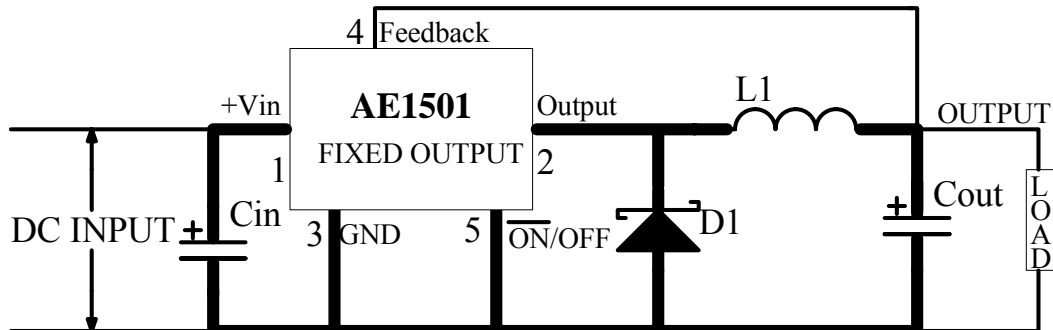 4 Feedback
+Vin
AE1501
Output
L1
OUTPUT
1
FIXED OUTPUT
2
DC INPUT
+
Cin
3
GND
5
ON/OFF
D1
+
Cout
LOAD